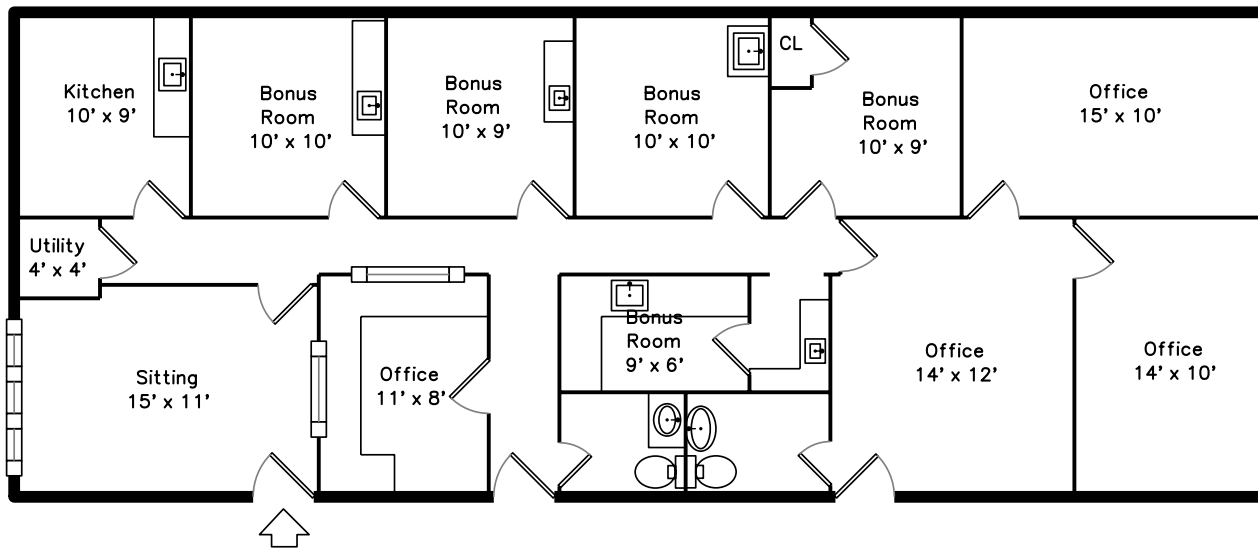 Kitchen
10' x 9'
Bonus
Room
10' x 10'
Bonus
Room
10' x 9'
Bonus
Room
10' x 10'
CL
Bonus
Room
10' x 9'
Office
15' x 10'
Utility
4' x 4'
Sitting
15' x 11'
Office
11' x 8'
Bonus
Room
9' x 6'
Office
14' x 12'
Office
14' x 10'